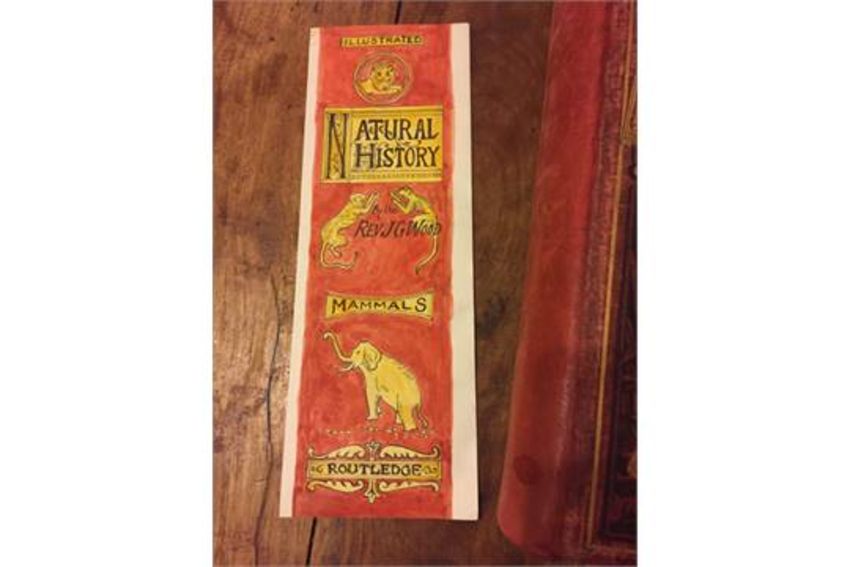 ILLUSTRATED
NATURAL
HISTORY
By the
REV. J G WOOD
MAMMALS
ROUTLEDGE